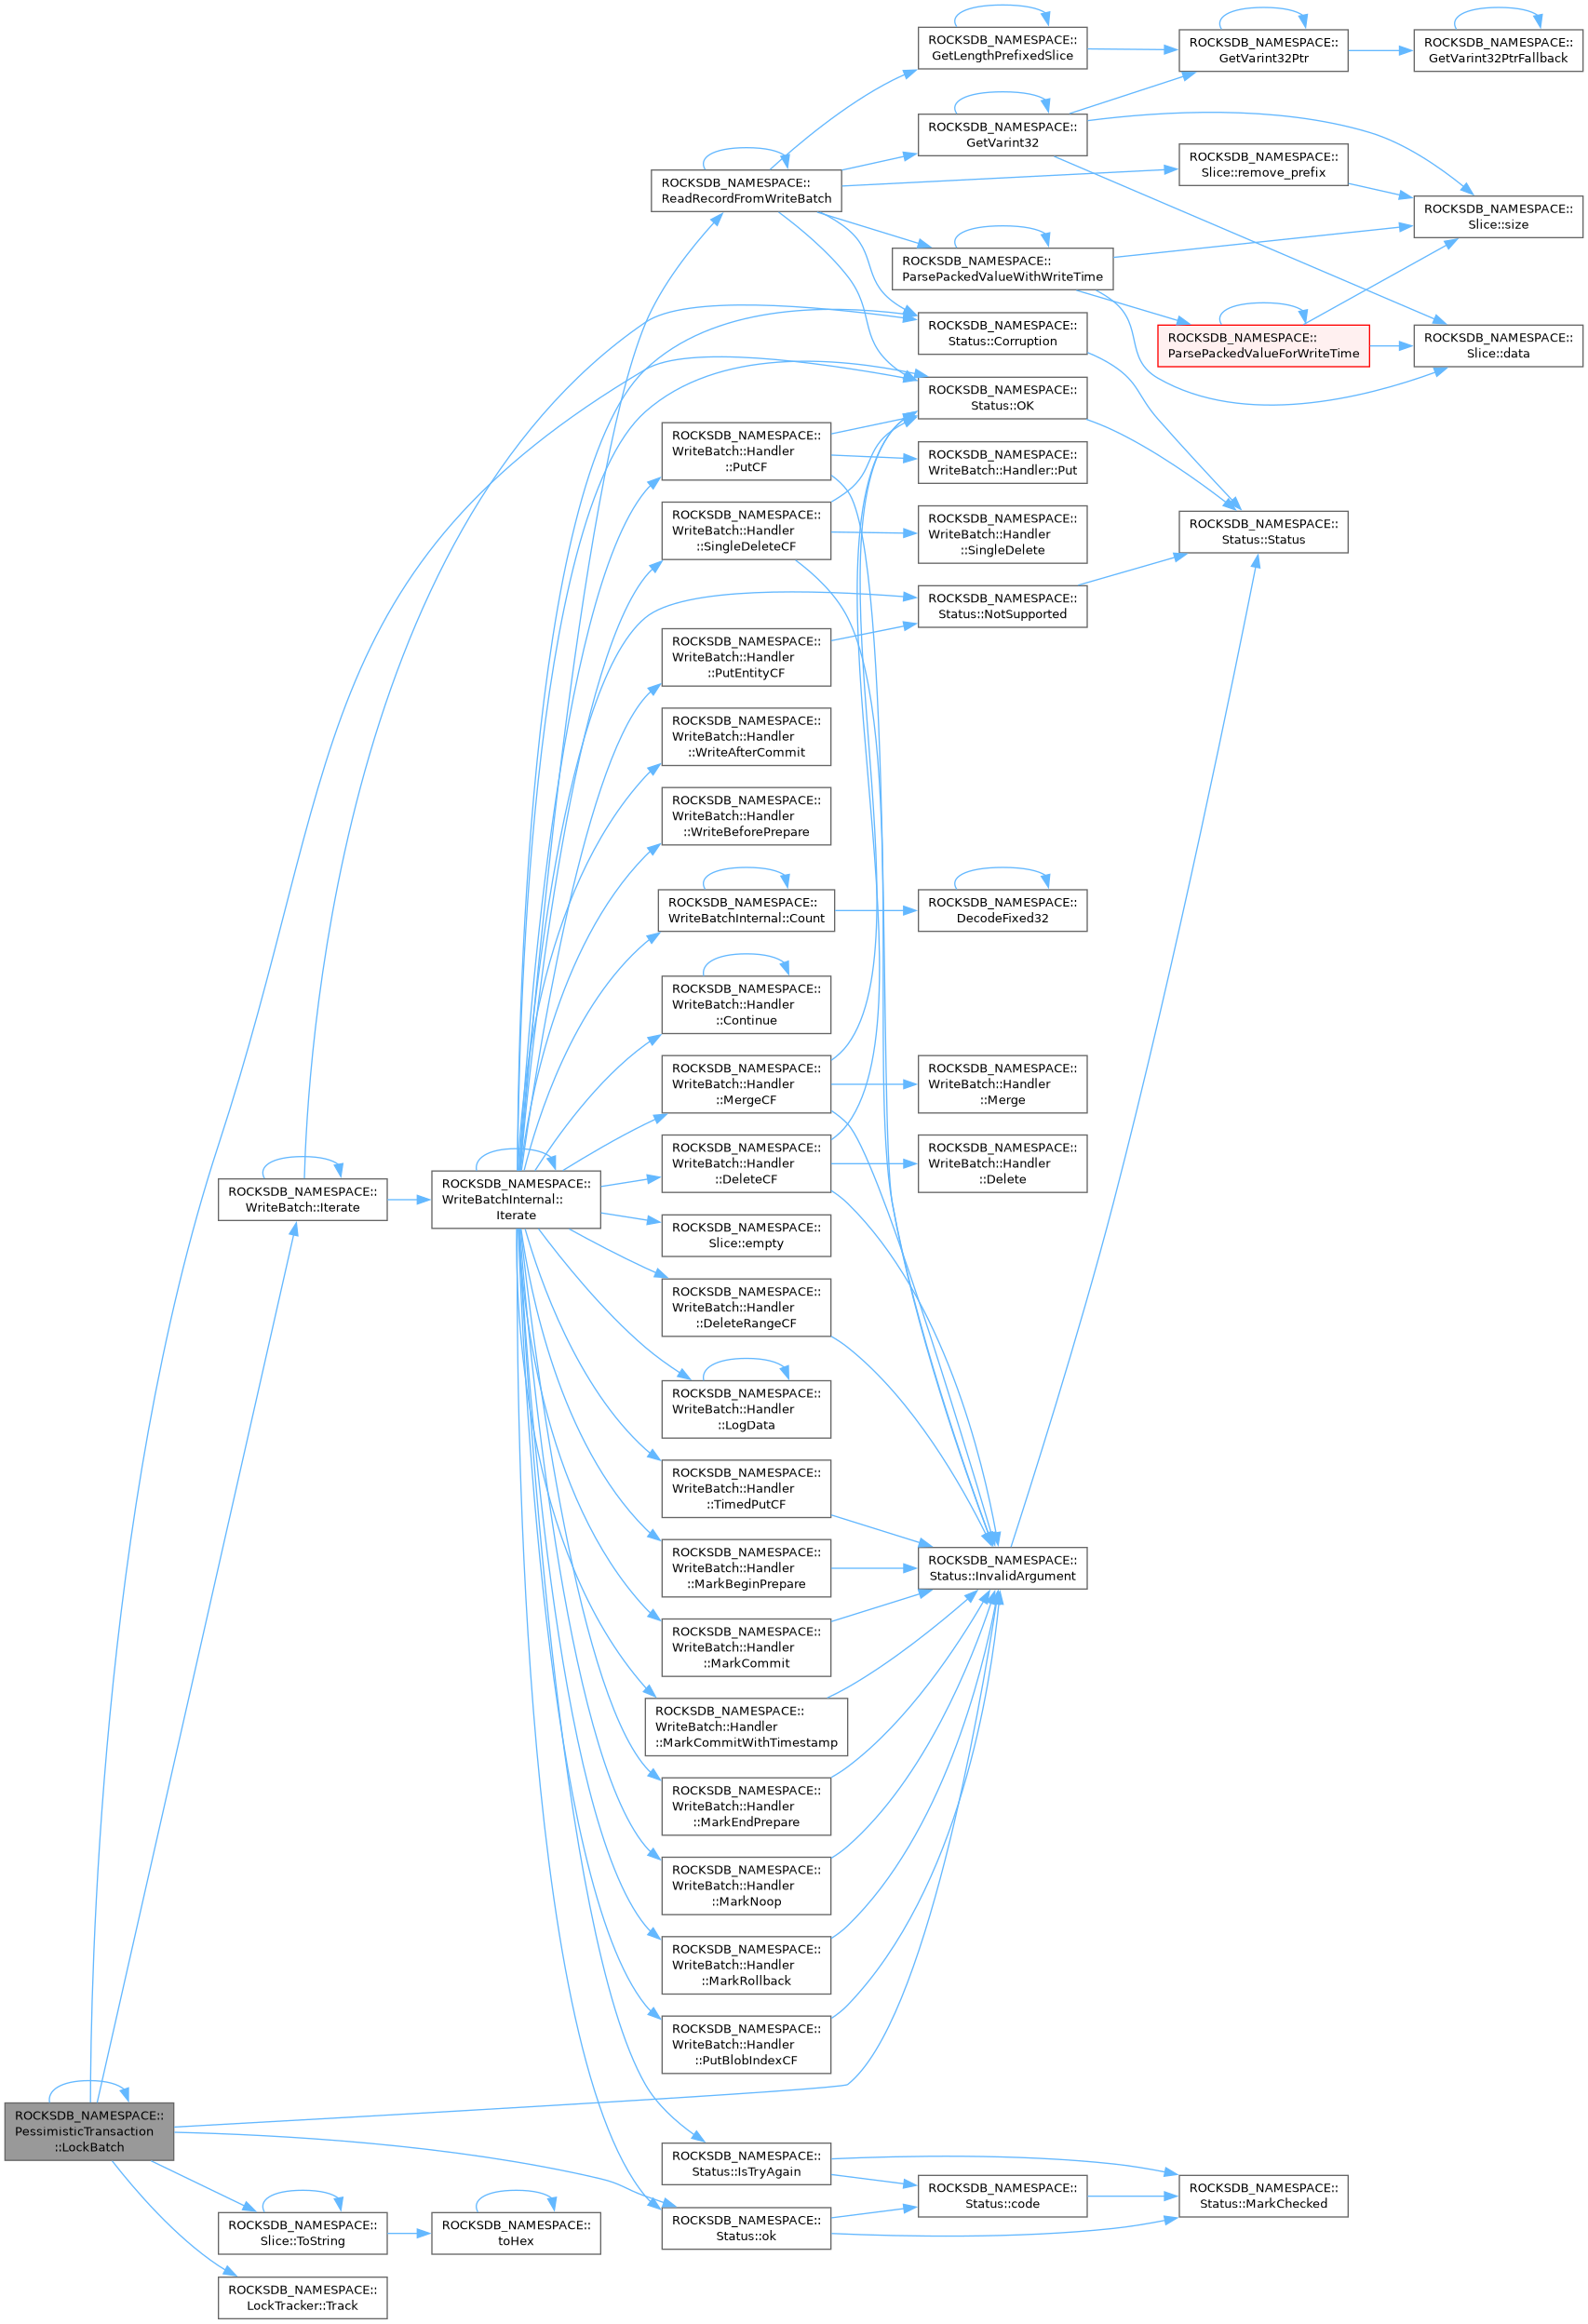 ROCKSDB_NAMESPACE::
PessimisticTransaction
::LockBatch
ROCKSDB_NAMESPACE::
WriteBatch::Iterate
ROCKSDB_NAMESPACE::
Slice::ToString
ROCKSDB_NAMESPACE::
LockTracker::Track
ROCKSDB_NAMESPACE::
WriteBatchInternal::
Iterate
ROCKSDB_NAMESPACE::
toHex
ROCKSDB_NAMESPACE::
ReadRecordFromWriteBatch
ROCKSDB_NAMESPACE::
WriteBatch::Handler
::PutCF
ROCKSDB_NAMESPACE::
WriteBatch::Handler
::SingleDeleteCF
ROCKSDB_NAMESPACE::
WriteBatch::Handler
::PutEntityCF
ROCKSDB_NAMESPACE::
WriteBatch::Handler
::WriteAfterCommit
ROCKSDB_NAMESPACE::
WriteBatch::Handler
::WriteBeforePrepare
ROCKSDB_NAMESPACE::
WriteBatchInternal::Count
ROCKSDB_NAMESPACE::
WriteBatch::Handler
::Continue
ROCKSDB_NAMESPACE::
WriteBatch::Handler
::MergeCF
ROCKSDB_NAMESPACE::
WriteBatch::Handler
::DeleteCF
ROCKSDB_NAMESPACE::
Slice::empty
ROCKSDB_NAMESPACE::
WriteBatch::Handler
::DeleteRangeCF
ROCKSDB_NAMESPACE::
WriteBatch::Handler
::LogData
ROCKSDB_NAMESPACE::
WriteBatch::Handler
::TimedPutCF
ROCKSDB_NAMESPACE::
WriteBatch::Handler
::MarkBeginPrepare
ROCKSDB_NAMESPACE::
WriteBatch::Handler
::MarkCommit
ROCKSDB_NAMESPACE::
WriteBatch::Handler
::MarkCommitWithTimestamp
ROCKSDB_NAMESPACE::
WriteBatch::Handler
::MarkEndPrepare
ROCKSDB_NAMESPACE::
WriteBatch::Handler
::MarkNoop
ROCKSDB_NAMESPACE::
WriteBatch::Handler
::MarkRollback
ROCKSDB_NAMESPACE::
WriteBatch::Handler
::PutBlobIndexCF
ROCKSDB_NAMESPACE::
Status::IsTryAgain
ROCKSDB_NAMESPACE::
Status::ok
ROCKSDB_NAMESPACE::
GetLengthPrefixedSlice
ROCKSDB_NAMESPACE::
GetVarint32
ROCKSDB_NAMESPACE::
ParsePackedValueWithWriteTime
ROCKSDB_NAMESPACE::
Status::Corruption
ROCKSDB_NAMESPACE::
Status::OK
ROCKSDB_NAMESPACE::
WriteBatch::Handler::Put
ROCKSDB_NAMESPACE::
WriteBatch::Handler
::SingleDelete
ROCKSDB_NAMESPACE::
Status::NotSupported
ROCKSDB_NAMESPACE::
DecodeFixed32
ROCKSDB_NAMESPACE::
WriteBatch::Handler
::Merge
ROCKSDB_NAMESPACE::
WriteBatch::Handler
::Delete
ROCKSDB_NAMESPACE::
Status::InvalidArgument
ROCKSDB_NAMESPACE::
Status::code
ROCKSDB_NAMESPACE::
GetVarint32Ptr
ROCKSDB_NAMESPACE::
Slice::remove_prefix
ROCKSDB_NAMESPACE::
ParsePackedValueForWriteTime
ROCKSDB_NAMESPACE::
Status::Status
ROCKSDB_NAMESPACE::
Status::MarkChecked
ROCKSDB_NAMESPACE::
GetVarint32PtrFallback
ROCKSDB_NAMESPACE::
Slice::size
ROCKSDB_NAMESPACE::
Slice::data